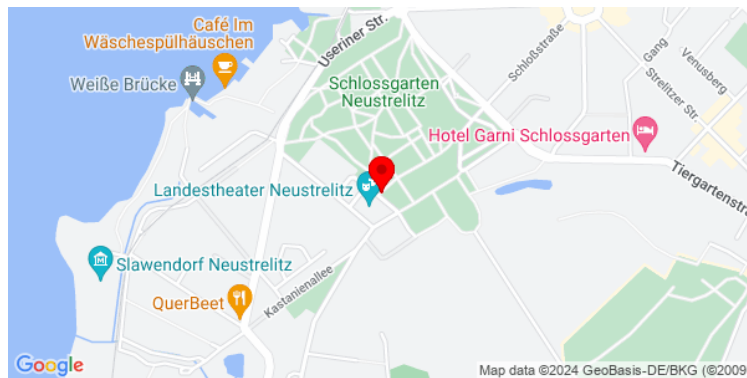 Café Im
Wäschespülhäuschen
Useriner Str.
Weiße Brücke
Schlossgarten
Neustrelitz
Schloßstraße
Gang
Venusberg
Strelitzer Str.
Hotel Garni Schlossgarten
Tiergartenstra
Landestheater Neustrelitz
Slawendorf Neustrelitz
Kastanienallee
QuerBeet
Google
Map data ©2024 GeoBasis-DE/BKG (©2009